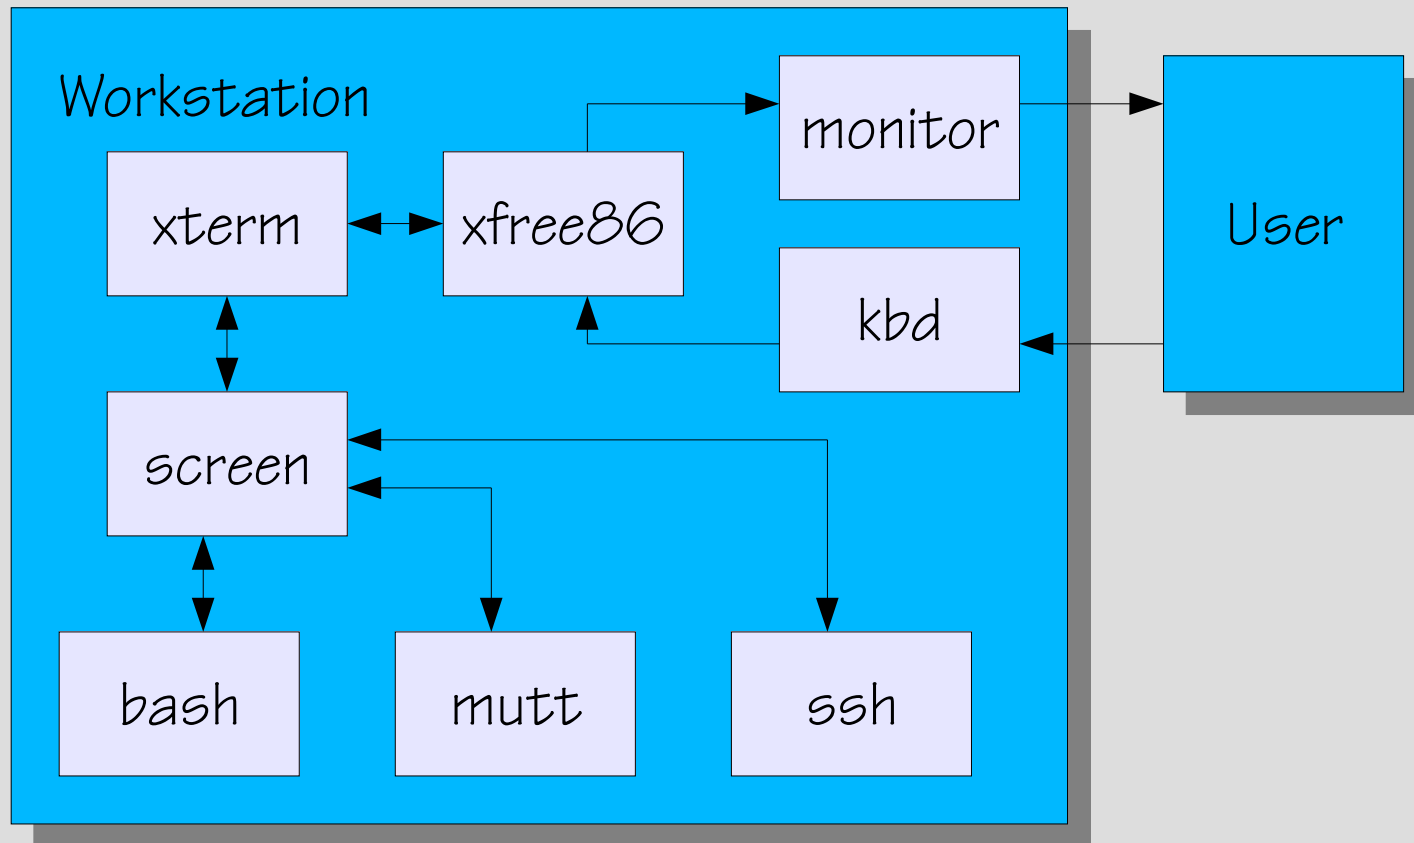 Workstation
monitor
xterm
xfree86
User
kbd
screen
bash
mutt
ssh